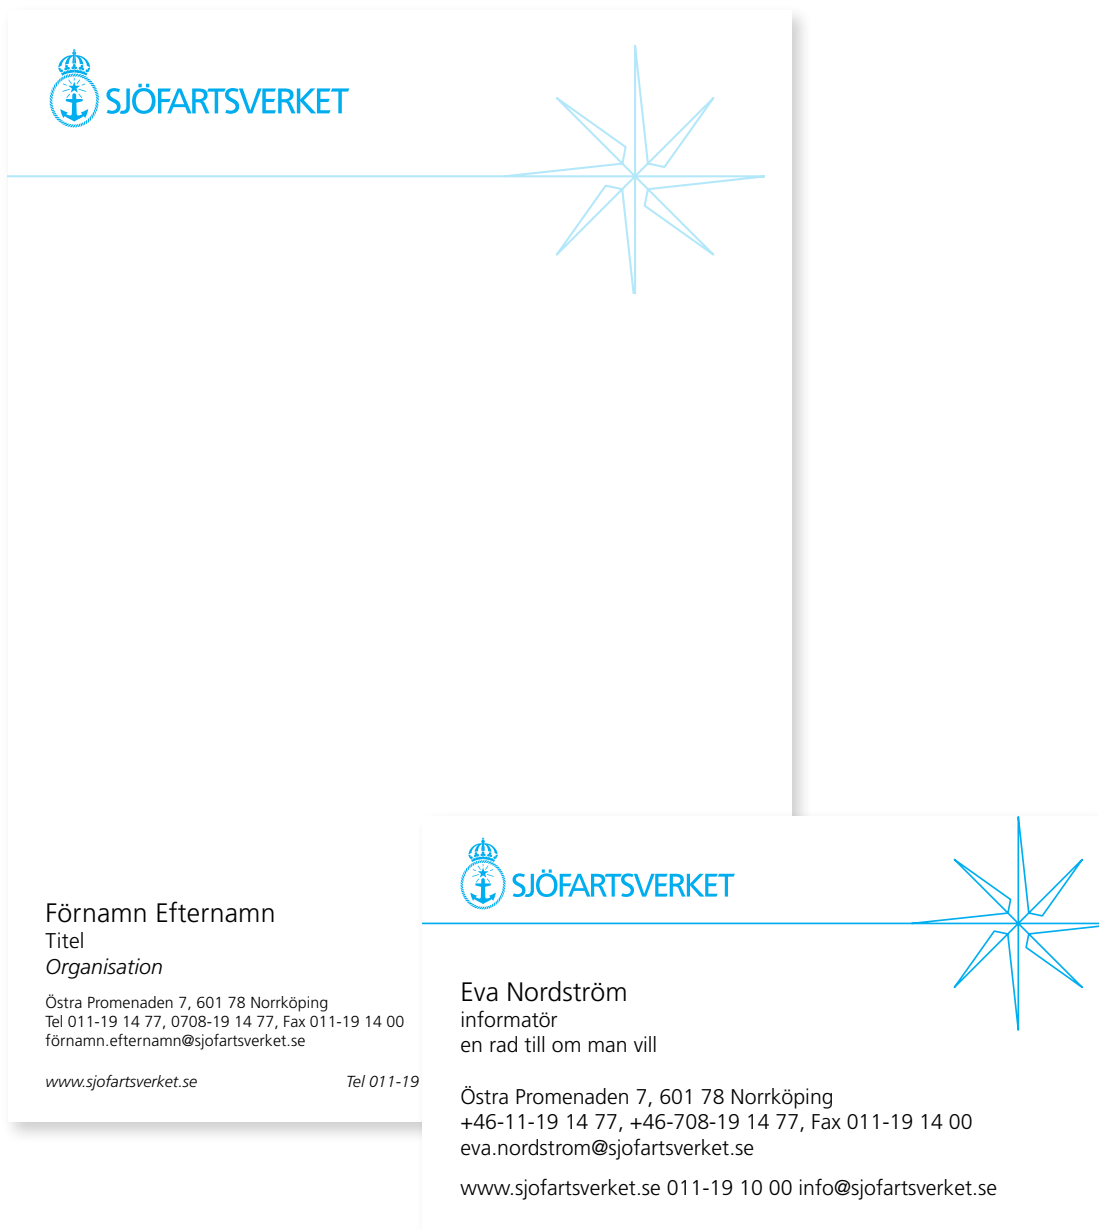 SJÖFARTSVERKET
Förnamn Efternamn
Titel
Organisation
Östra Promenaden 7, 601 78 Norrköping
Tel 011-19 14 77, 0708-19 14 77, Fax 011-19 14 00
förnamn.efternamn@sjofartsverket.se
www.sjofartsverket.se Tel 011-19
SJÖFARTSVERKET
Eva Nordström
informatör
en rad till om man vill
Östra Promenaden 7, 601 78 Norrköping
+46-11-19 14 77, +46-708-19 14 77, Fax 011-19 14 00
eva.nordstrom@sjofartsverket.se
www.sjofartsverket.se 011-19 10 00 info@sjofartsverket.se